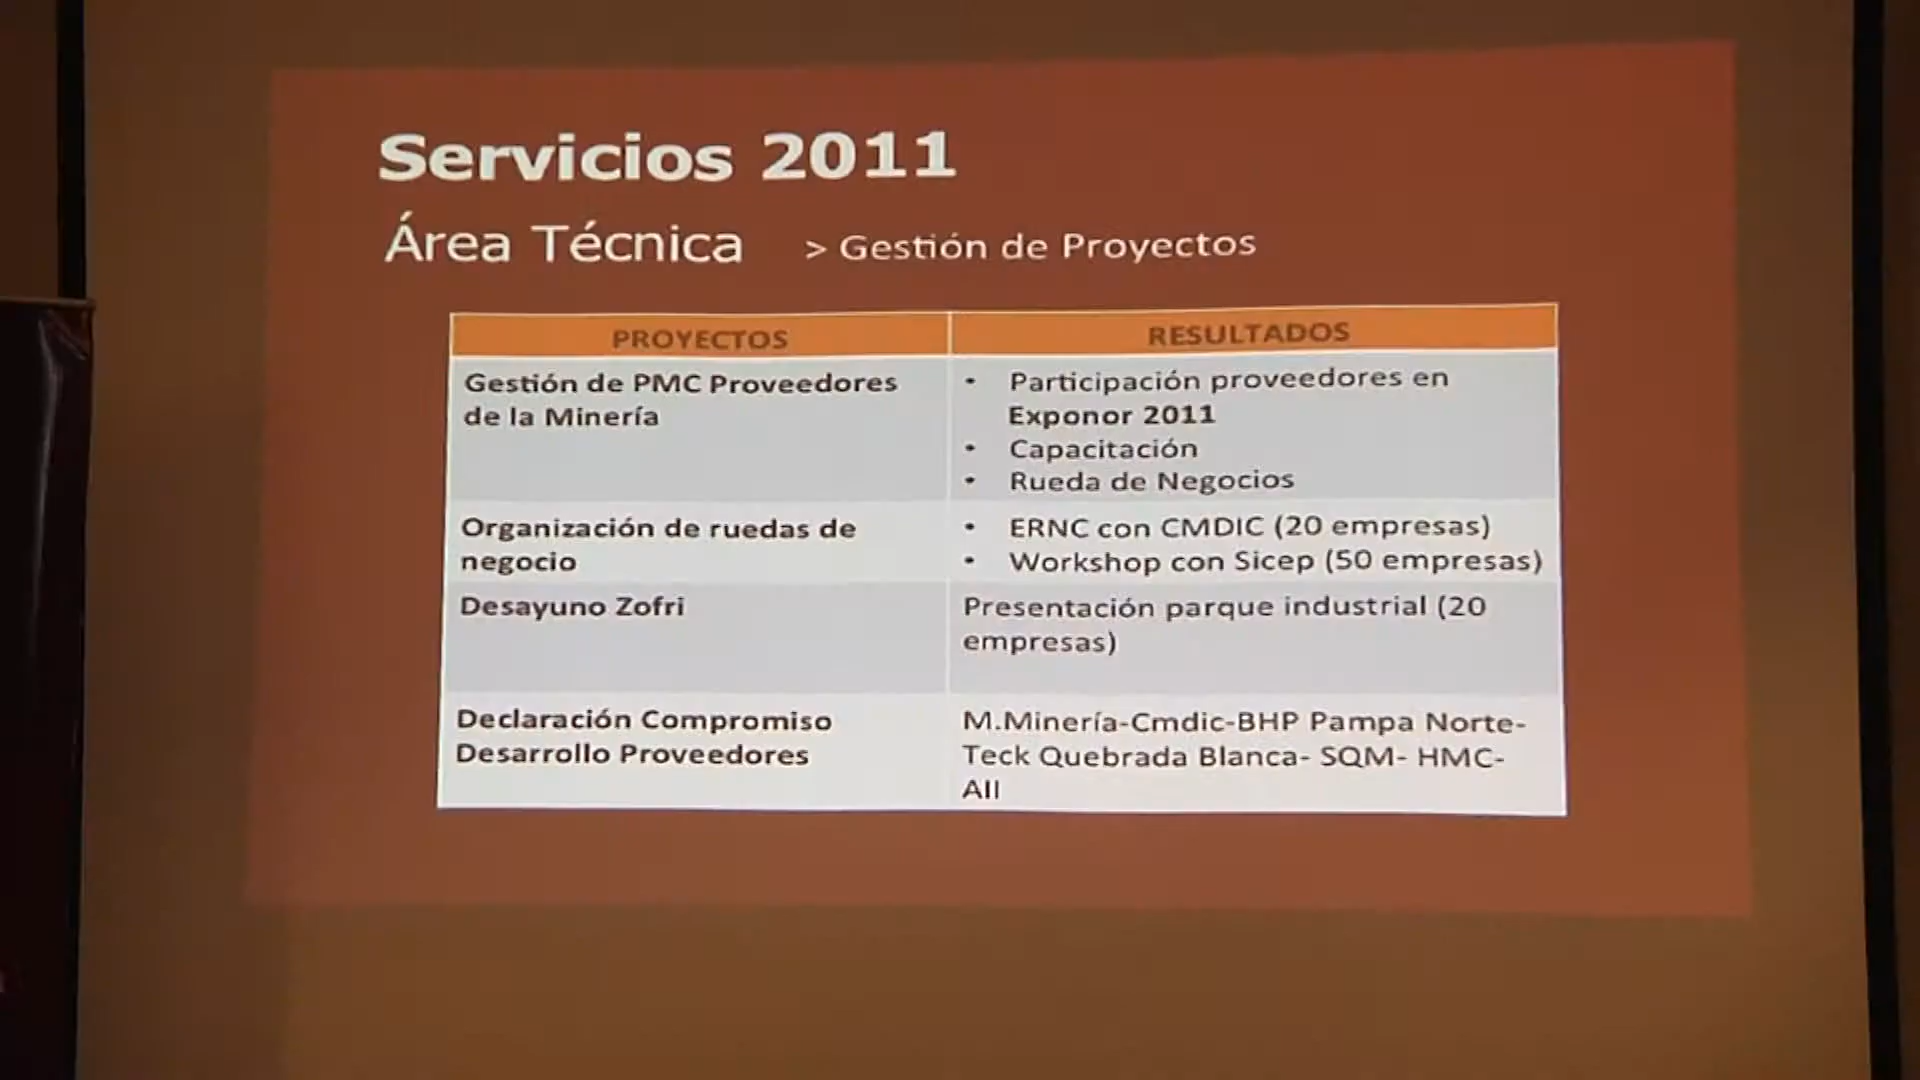 Servicios 2011
Área Técnica > Gestión de Proyectos
PROYECTOS
RESULTADOS
Gestión de PMC Proveedores
de la Minería
• Participación proveedores en
Exponor 2011
• Capacitación
• Rueda de Negocios
Organización de ruedas de
negocio
• ERNC con CMDIC (20 empresas)
• Workshop con Sicep (50 empresas)
Desayuno Zofri
Presentación parque industrial (20
empresas)
Declaración Compromiso
Desarrollo Proveedores
M.Minería-Cmdic-BHP Pampa Norte-
Teck Quebrada Blanca- SQM- HMC-
AII